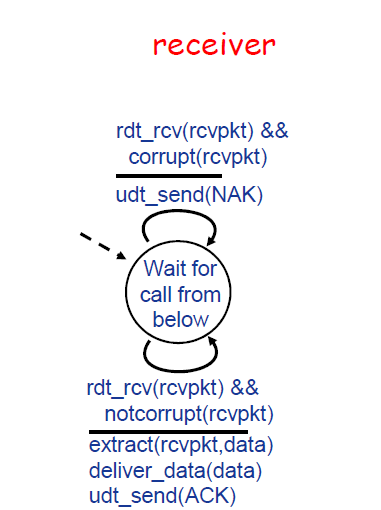 receiver
rdt_rcv(rcvpkt) &&
corrupt(rcvpkt)
udt_send(NAK)
Wait for
call from
below
rdt_rcv(rcvpkt) &&
notcorrupt(rcvpkt)
extract(rcvpkt,data)
deliver_data(data)
udt_send(ACK)